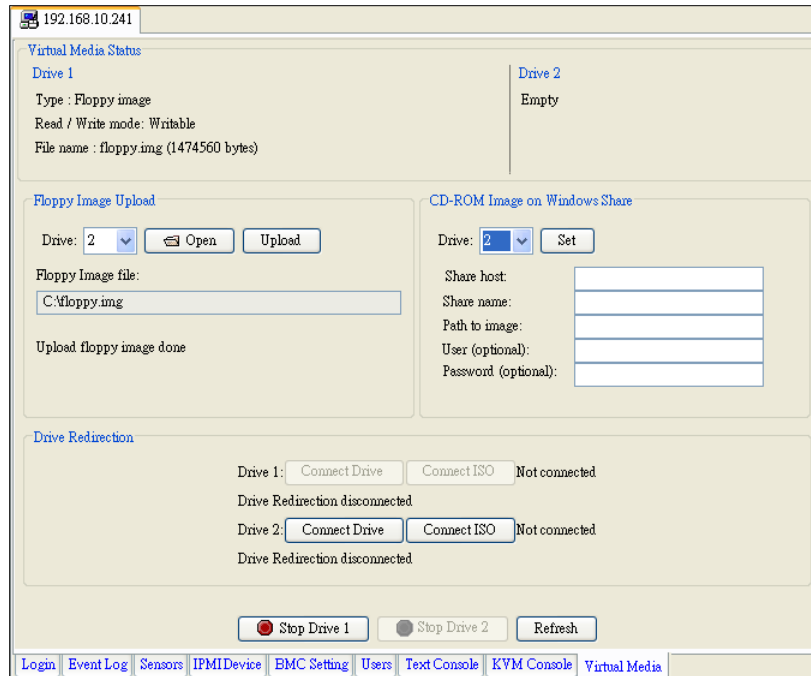 192.168.10.241
Virtual Media Status
Drive 1
Type : Floppy image
Read / Write mode: Writable
File name : floppy.img (1474560 bytes)
Drive 2
Empty
Floppy Image Upload
Drive: 2 Open Upload
Floppy Image file:
C:\floppy.img
Upload floppy image done
CD-ROM Image on Windows Share
Drive: 2 Set
Share host:
Share name:
Path to image:
User (optional):
Password (optional):
Drive Redirection
Drive 1: Connect Drive Connect ISO Not connected
Drive Redirection disconnected
Drive 2: Connect Drive Connect ISO Not connected
Drive Redirection disconnected
Stop Drive 1 Stop Drive 2 Refresh
Login Event Log Sensors IPMI Device BMC Setting Users Text Console KVM Console Virtual Media